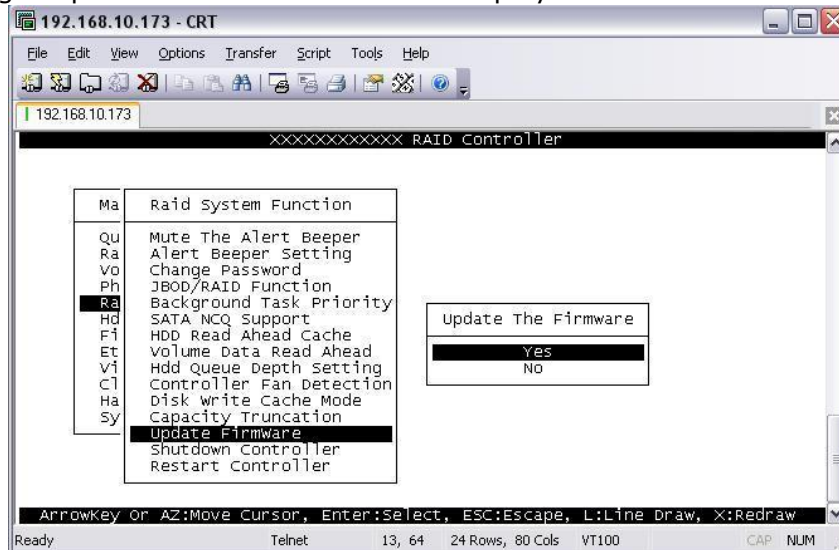 192.168.10.173 - CRT
File Edit View Options Transfer Script Tools Help
192.168.10.173
XXXXXXXXXXXX RAID Controller
Ma
Qu
Ra
Vo
Ph
Ra
Hd
Fi
Et
Vi
Cl
Ha
Sy
Raid System Function
Mute The Alert Beeper
Alert Beeper Setting
Change Password
JBOD/RAID Function
Background Task Priority
SATA NCQ Support
HDD Read Ahead Cache
Volume Data Read Ahead
Hdd Queue Depth Setting
Controller Fan Detection
Disk Write Cache Mode
Capacity Truncation
Update Firmware
Shutdown Controller
Restart Controller
Update The Firmware
Yes
No
ArrowKey Or AZ:Move Cursor, Enter:Select, ESC:Escape, L:Line Draw, X:Redraw
Ready Telnet 13, 64 24 Rows, 80 Cols VT100 CAP NUM